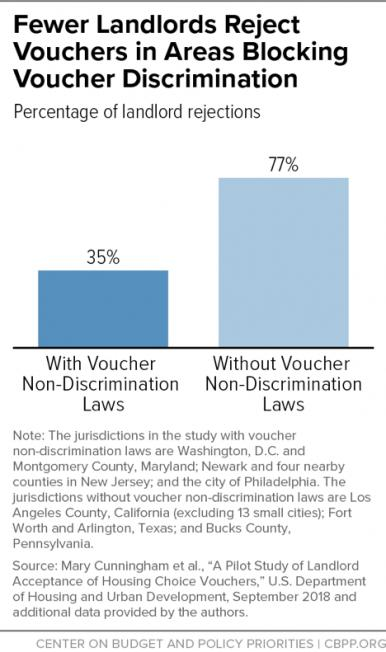 Fewer Landlords Reject
Vouchers in Areas Blocking
Voucher Discrimination
Percentage of landlord rejections
77%
35%
With Voucher
Non-Discrimination
Laws
Without Voucher
Non-Discrimination
Laws
Note: The jurisdictions in the study with voucher
non-discrimination laws are Washington, D.C. and
Montgomery County, Maryland; Newark and four nearby
counties in New Jersey; and the city of Philadelphia. The
jurisdictions without voucher non-discrimination laws are Los
Angeles County, California (excluding 13 small cities); Fort
Worth and Arlington, Texas; and Bucks County,
Pennsylvania.
Source: Mary Cunningham et al., “A Pilot Study of Landlord
Acceptance of Housing Choice Vouchers,” U.S. Department
of Housing and Urban Development, September 2018 and
additional data provided by the authors.
CENTER ON BUDGET AND POLICY PRIORITIES | CBPP.ORG